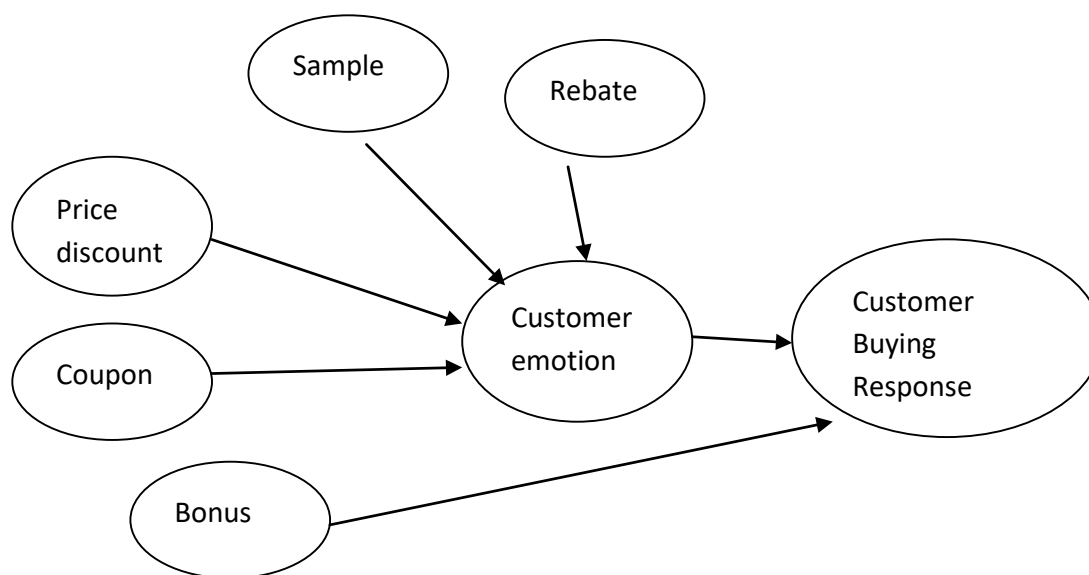 Sample
Rebate
Price
discount
Customer
emotion
Customer
Buying
Response
Coupon
Bonus